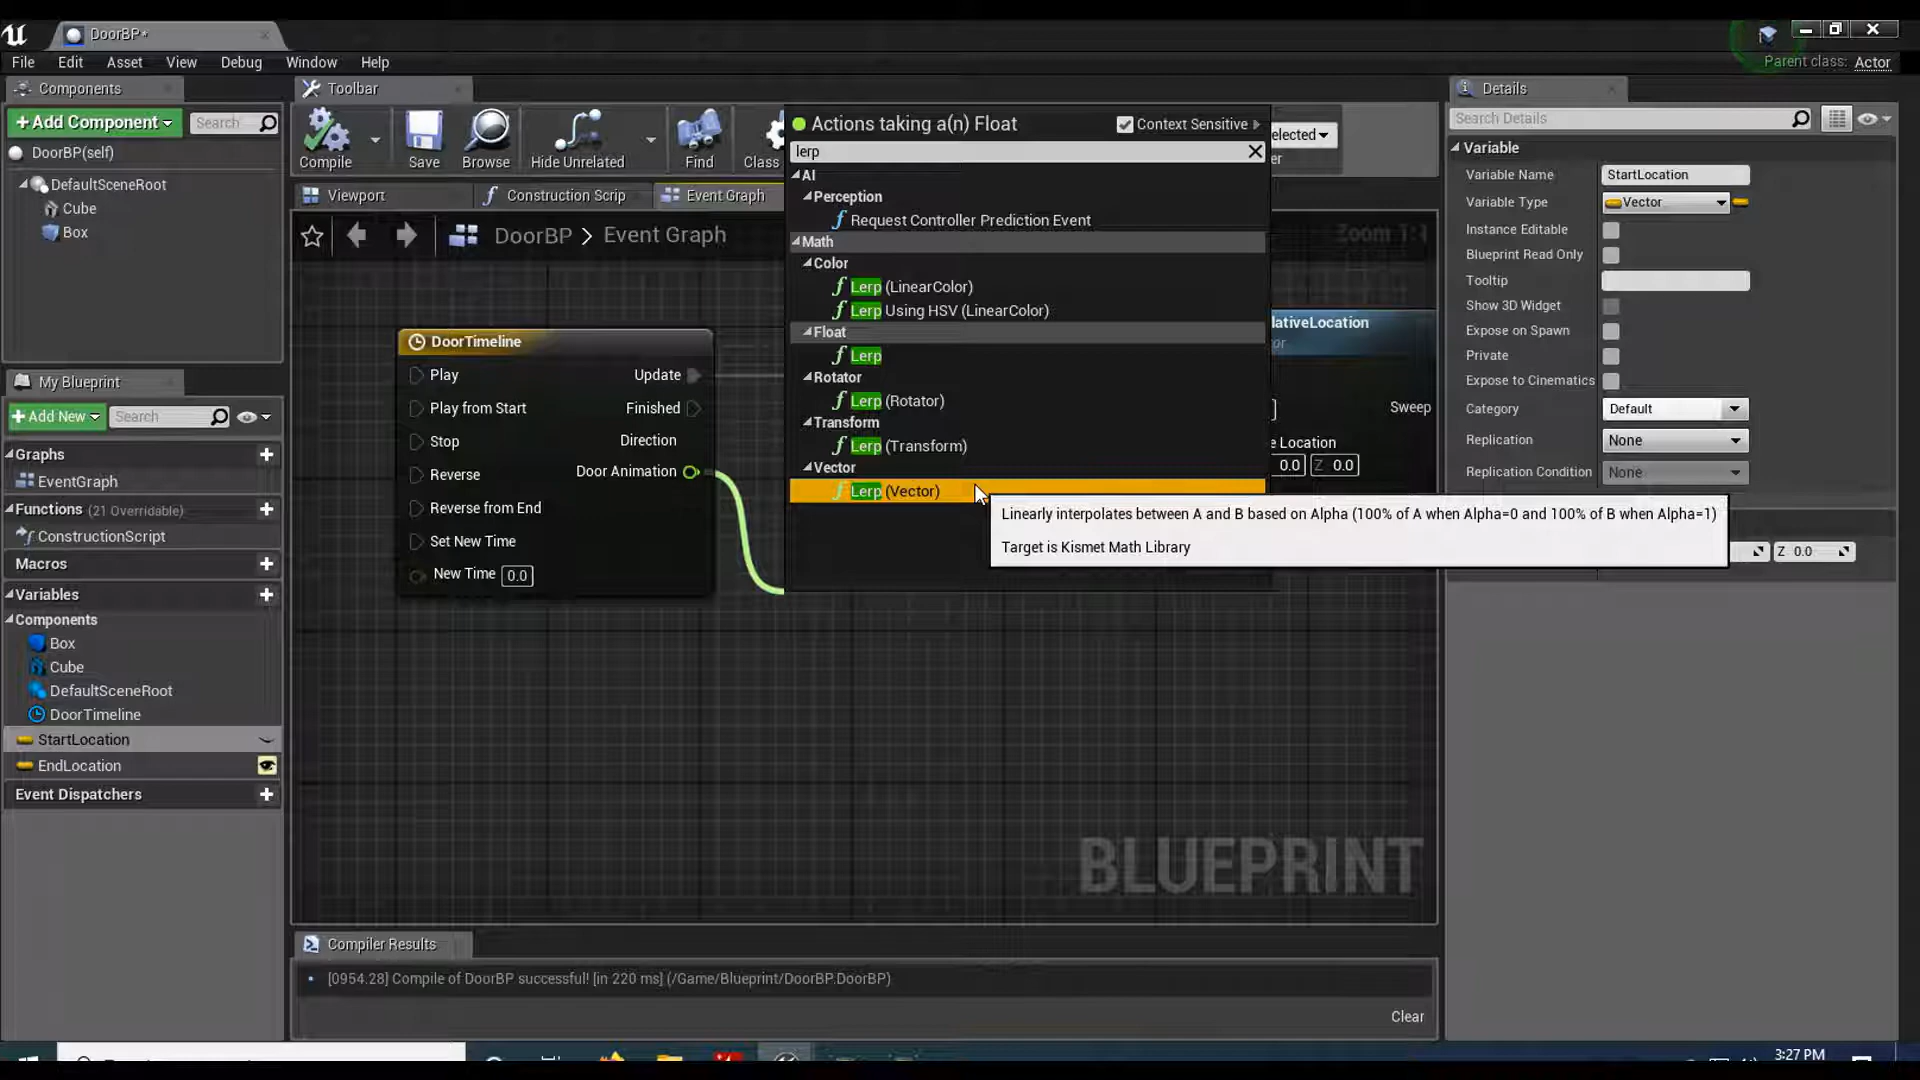 DoorBP*
Parent class: Actor
File Edit Asset View Debug Window Help
Components
+Add Component
Search
DoorBP(self)
DefaultSceneRoot
Cube
Box
My Blueprint
+Add New
Search
Graphs
EventGraph
Functions (21 Overridable)
ConstructionScript
Macros
Variables
Components
Box
Cube
DefaultSceneRoot
DoorTimeline
StartLocation
EndLocation
Event Dispatchers
Toolbar
Compile
Save
Browse
Hide Unrelated
Find
Class
elected
er
Viewport
Construction Scrip
Event Graph
DoorBP > Event Graph
Zoom 1:1
DoorTimeline
Play Update
Play from Start Finished
Stop Direction
Reverse Door Animation
Reverse from End
Set New Time
New Time 0.0
Actions taking a(n) Float
Context Sensitive
lerp
AI
Perception
Request Controller Prediction Event
Math
Color
Lerp (LinearColor)
Lerp Using HSV (LinearColor)
Float
Lerp
Rotator
Lerp (Rotator)
Transform
Lerp (Transform)
Vector
Lerp (Vector)
Linearly interpolates between A and B based on Alpha (100% of A when Alpha=0 and 100% of B when Alpha=1)
Target is Kismet Math Library
lativeLocation
or
Sweep
e Location
0.0 Z 0.0
BLUEPRINT
Compiler Results
[0954.28] Compile of DoorBP successful! [in 220 ms] (/Game/Blueprint/DoorBP.DoorBP)
Clear
Details
Search Details
Variable
Variable Name StartLocation
Variable Type Vector
Instance Editable
Blueprint Read Only
Tooltip
Show 3D Widget
Expose on Spawn
Private
Expose to Cinematics
Category Default
Replication None
Replication Condition None
Z 0.0
3:27 PM